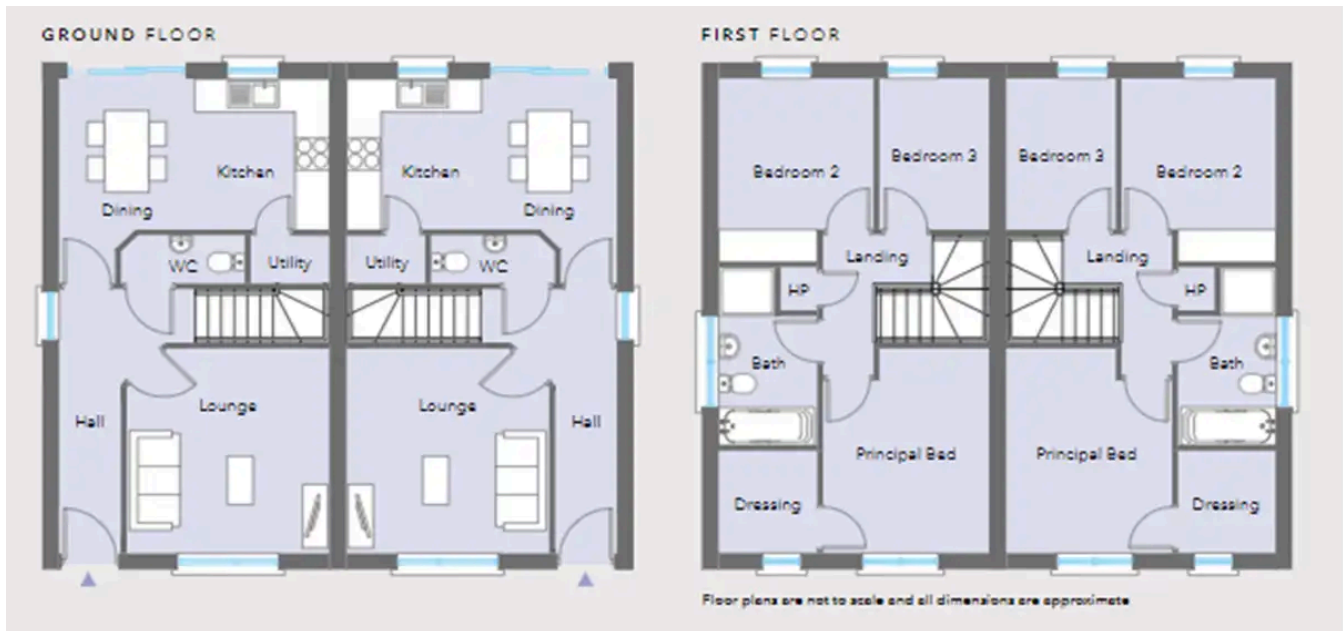 GROUND FLOOR
Kitchen
Kitchen
Dining
Dining
WC
Utility
Utility
WC
Lounge
Lounge
Hall
Hall
FIRST FLOOR
Bedroom 2
Bedroom 3
Bedroom 3
Bedroom 2
Landing
Landing
HP
HP
Bath
Bath
Principal Bed
Principal Bed
Dressing
Dressing
Floor plans are not to scale and all dimensions are approximate